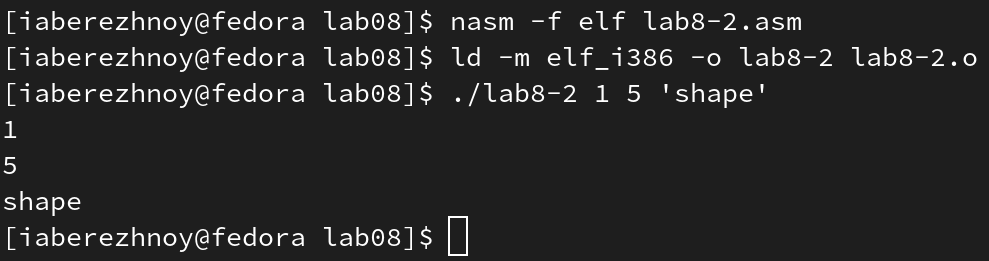 [iaberezhnoy@fedora lab08]$ nasm -f elf lab8-2.asm
[iaberezhnoy@fedora lab08]$ ld -m elf_i386 -o lab8-2 lab8-2.o
[iaberezhnoy@fedora lab08]$ ./lab8-2 1 5 'shape'
1
5
shape
[iaberezhnoy@fedora lab08]$